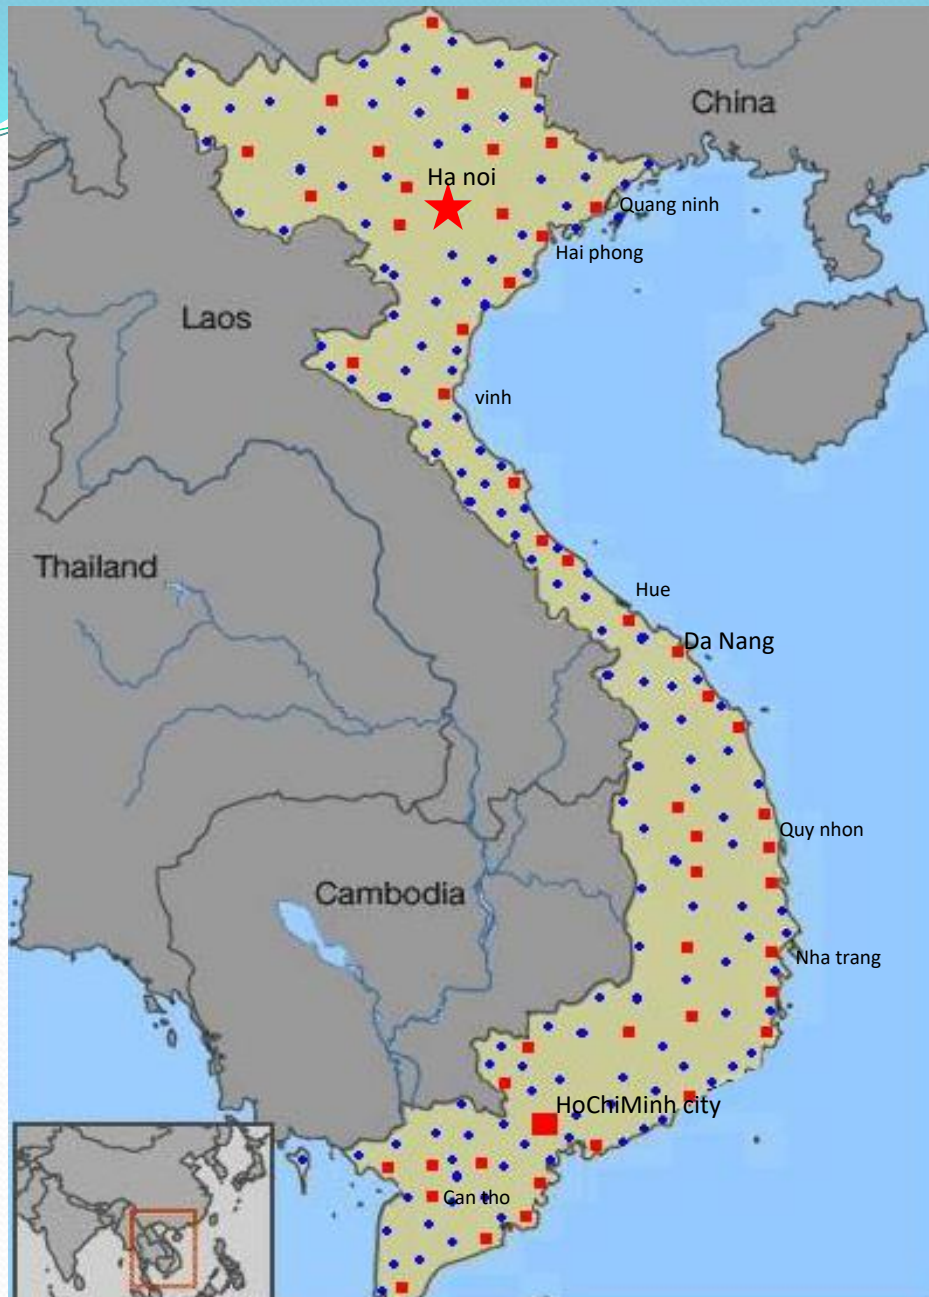 China
Ha noi
Quang ninh
Hai phong
Laos
vinh
Thailand
Hue
Da Nang
Quy nhon
Cambodia
Nha trang
HoChiMinh city
Can tho